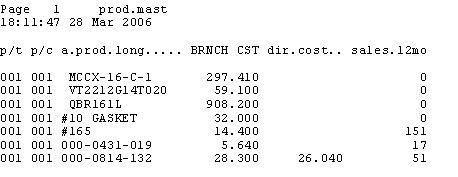 Page   1     prod.mast
18:11:47 28 Mar 2006
p/t p/c a.prod.long..... BRNCH CST dir.cost.. sales.12mo
001 001  MCCX-16-C-1       297.410                     0
001 001  VT2212G14T020      59.100                     0
001 001  QBR161L           908.200                     0
001 001 #10 GASKET          32.000                     0
001 001 #165                14.400                   151
001 001 000-0431-019         5.640                    17
001 001 000-0814-132        28.300     26.040         51